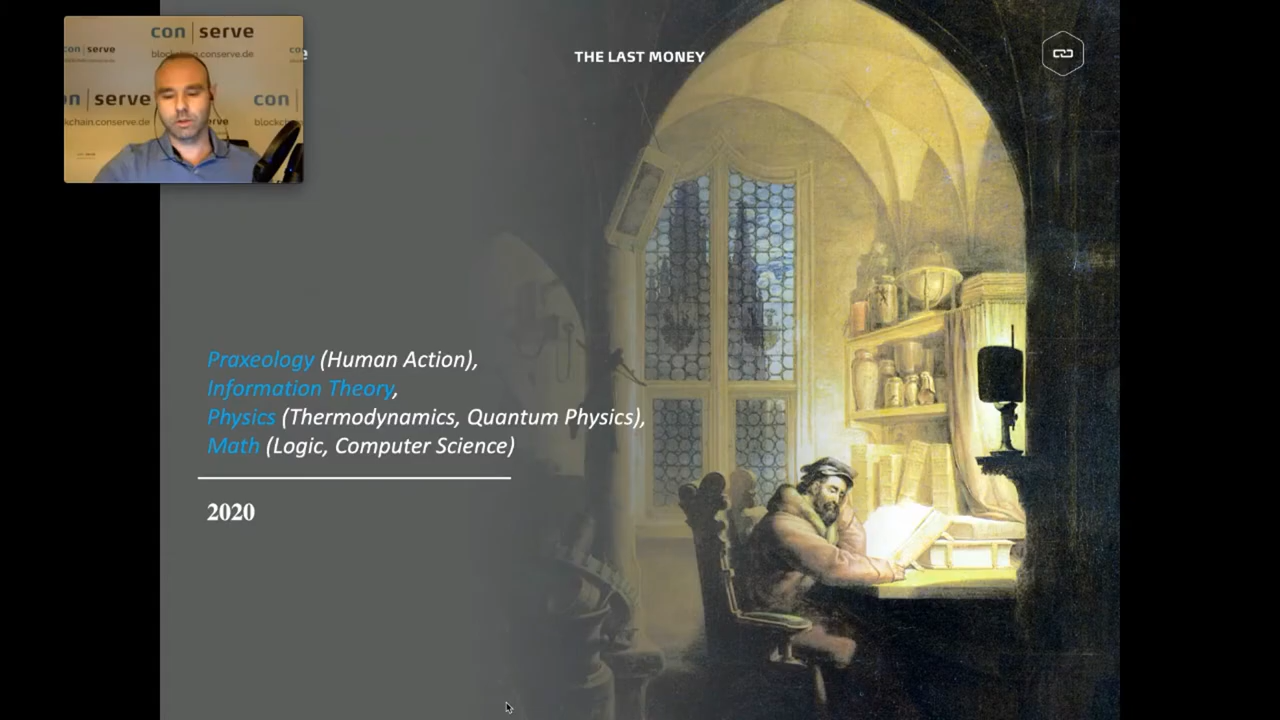 con | serve
blockchain.conserve.de
con | serve
THE LAST MONEY
con
serve
blockchain.conserve.de
Praxeology (Human Action),
Information Theory,
Physics (Thermodynamics, Quantum Physics),
Math (Logic, Computer Science)
2020